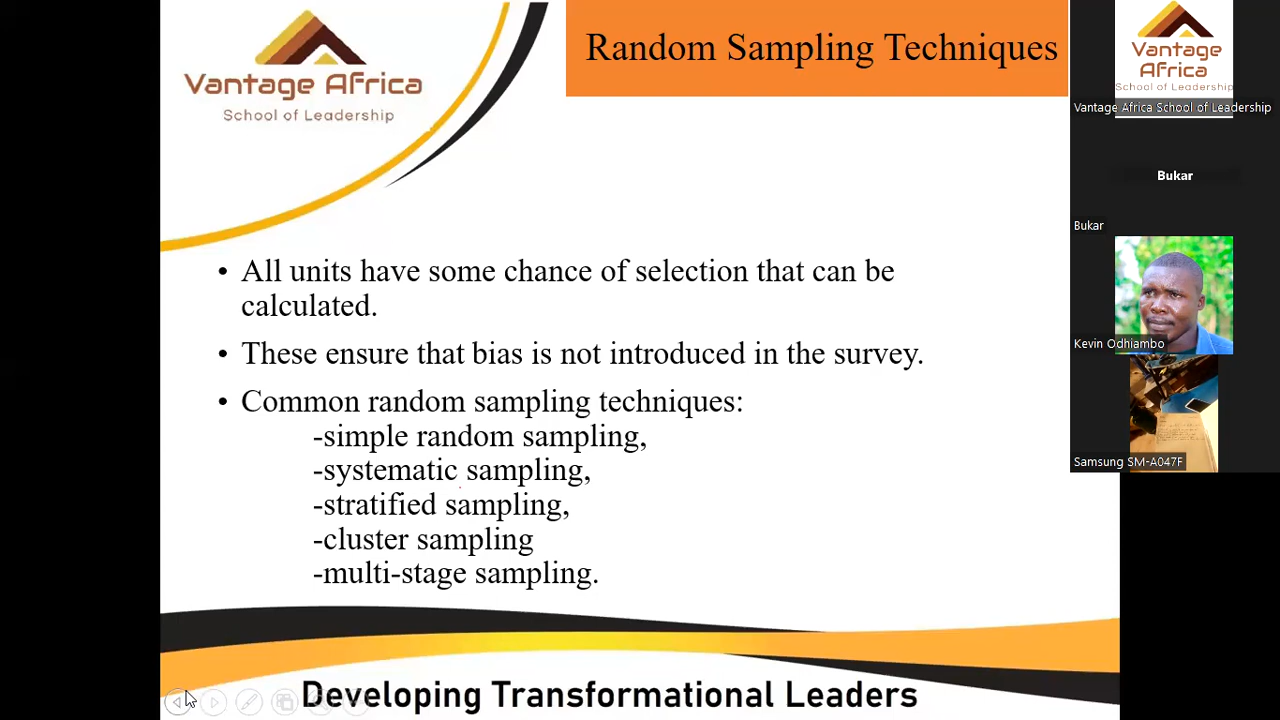 Vantage Africa
School of Leadership
Random Sampling Techniques
• All units have some chance of selection that can be
calculated.
• These ensure that bias is not introduced in the survey.
• Common random sampling techniques:
-simple random sampling,
-systematic sampling,
-stratified sampling,
-cluster sampling
-multi-stage sampling.
Developing Transformational Leaders
Vantage
Africa
School of Leadership
Vantage Africa School of Leadership
Bukar
Bukar
Kevin Odhiambo
Samsung SM-A047F